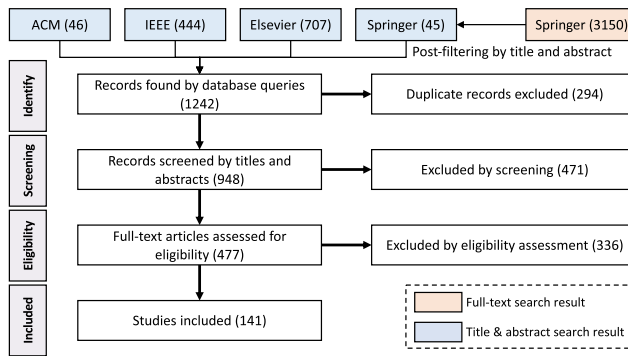 ACM (46)
IEEE (444)
Elsevier (707)
Springer (45)
Springer (3150)
Post-filtering by title and abstract
Identify
Records found by database queries
(1242)
Duplicate records excluded (294)
Screening
Records screened by titles and
abstracts (948)
Excluded by screening (471)
Eligibility
Full-text articles assessed for
eligibility (477)
Excluded by eligibility assessment (336)
Included
Studies included (141)
Full-text search result
Title & abstract search result